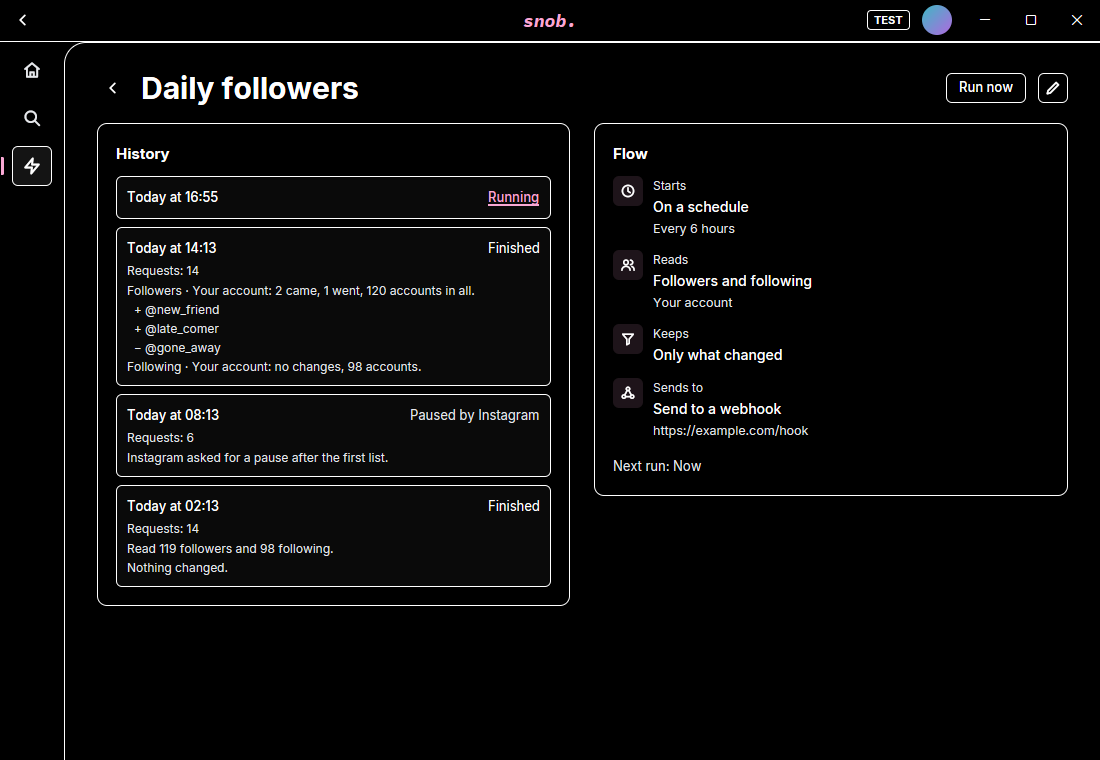 snob.
TEST
Daily followers
Run now
History
Today at 16:55
Running
Today at 14:13
Finished
Requests: 14
Followers · Your account: 2 came, 1 went, 120 accounts in all.
+ @new_friend
+ @late_comer
− @gone_away
Following · Your account: no changes, 98 accounts.
Today at 08:13
Paused by Instagram
Requests: 6
Instagram asked for a pause after the first list.
Today at 02:13
Finished
Requests: 14
Read 119 followers and 98 following.
Nothing changed.
Flow
Starts
On a schedule
Every 6 hours
Reads
Followers and following
Your account
Keeps
Only what changed
Sends to
Send to a webhook
https://example.com/hook
Next run: Now